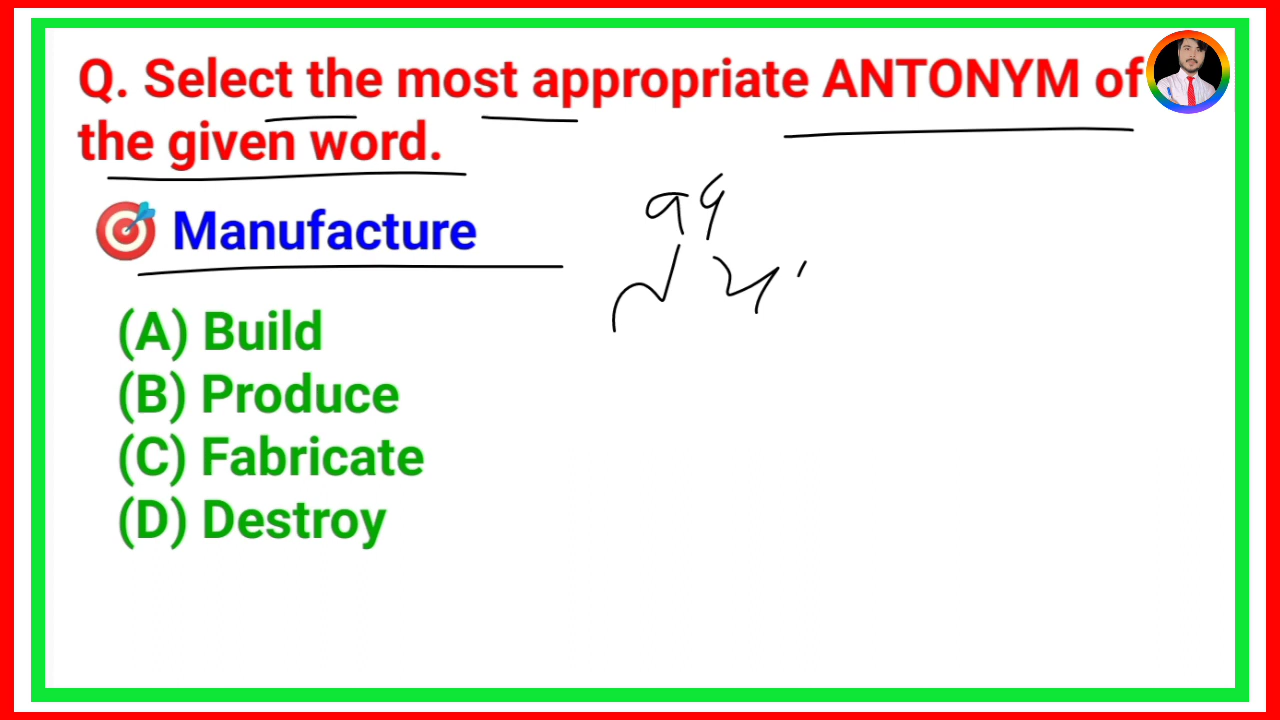 Q. Select the most appropriate ANTONYM of
the given word.
🎯 Manufacture
(A) Build
(B) Produce
(C) Fabricate
(D) Destroy